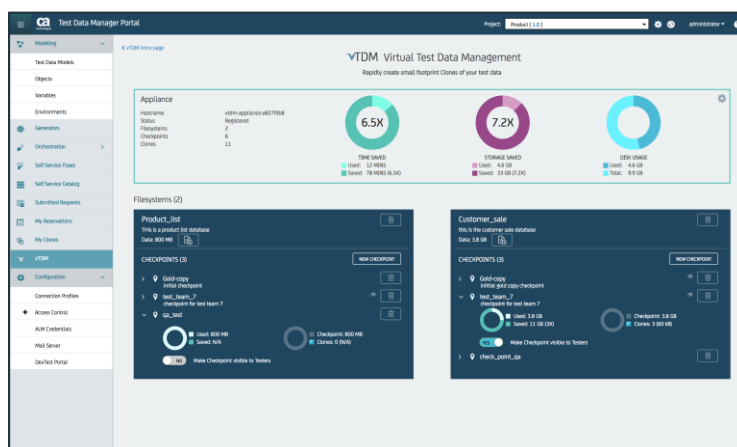 ca
technologies
Test Data Manager Portal
Project:
Product [ 1.0 ]
administrator
Modeling
Test Data Models
Objects
Variables
Environments
Generators
Orchestration
Self Service Flows
Self Service Catalog
Submitted Requests
My Reservations
My Clones
vTDM
Configuration
Connection Profiles
Access Control
ALM Credentials
Mail Server
DevTest Portal
vTDM Intro page
vTDM Virtual Test Data Management
Rapidly create small footprint Clones of your test data
Appliance
Hostname
Status Registered
Filesystems 2
Checkpoints 6
Clones 11
6.5X
TIME SAVED
Used: 12 MINS
Saved: 78 MINS (6.5X)
7.2X
STORAGE SAVED
Used: 4.6 GB
Saved: 33 GB (7.2X)
DISK USAGE
Used: 4.6 GB
Total: 9.9 GB
Filesystems (2)
Product_list
This is a product list database
Data: 800 MB
CHECKPOINTS (3)
NEW CHECKPOINT
Gold-copy
Initial checkpoint
test_team_7
checkpoint for test team 7
qa_test
Used: 800 MB
Saved: N/A
Checkpoint: 800 MB
Clones: 0 (N/A)
NO
Make Checkpoint visible to Testers
Customer_sale
this is the customer sale database
Data: 3.8 GB
CHECKPOINTS (3)
NEW CHECKPOINT
Gold-copy
Initial gold copy checkpoint
test_team_7
checkpoint for test team 7
Used: 3.8 GB
Saved: 11 GB (3X)
Checkpoint: 3.8 GB
Clones: 3 (60 kB)
YES
Make Checkpoint visible to Testers
check_point_qa